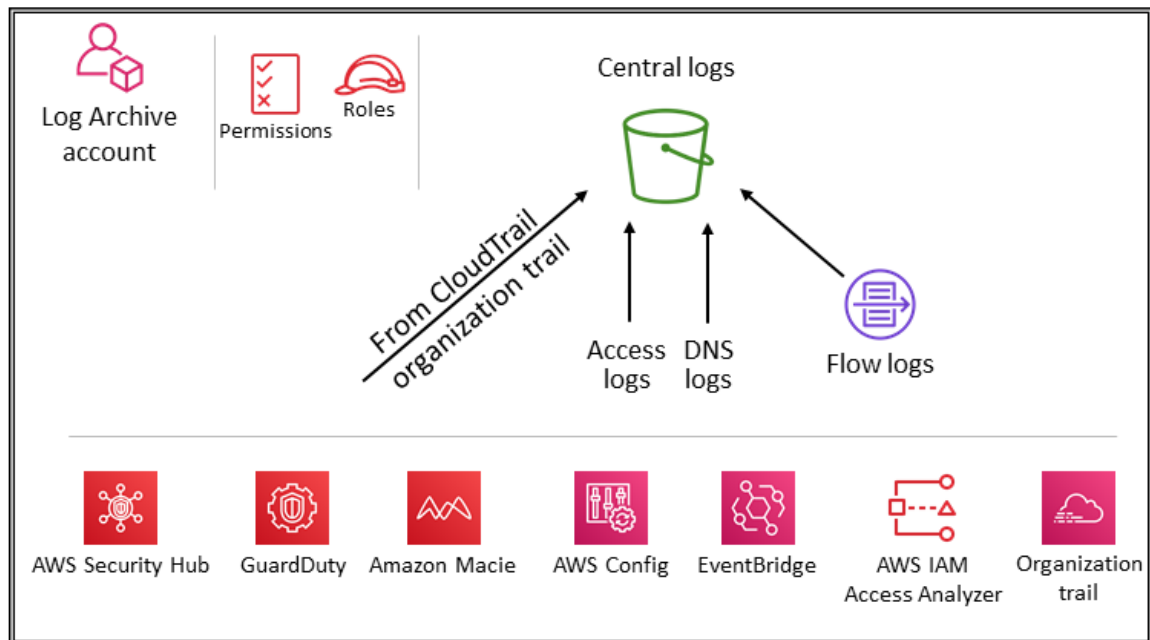 Log Archive
account
Permissions
Roles
Central logs
From CloudTrail
organization trail
Access
logs
DNS
logs
Flow logs
AWS Security Hub
GuardDuty
Amazon Macie
AWS Config
EventBridge
AWS IAM
Access Analyzer
Organization
trail